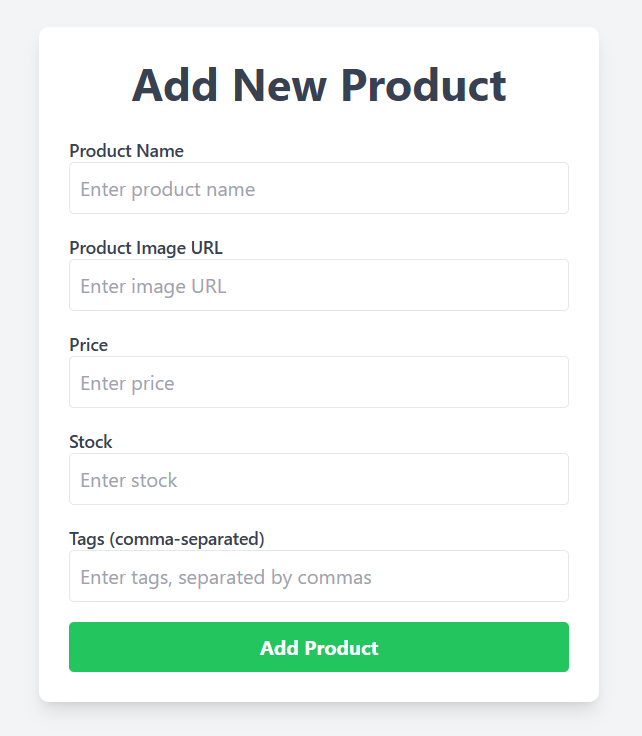 Add New Product
Product Name
Enter product name
Product Image URL
Enter image URL
Price
Enter price
Stock
Enter stock
Tags (comma-separated)
Enter tags, separated by commas
Add Product